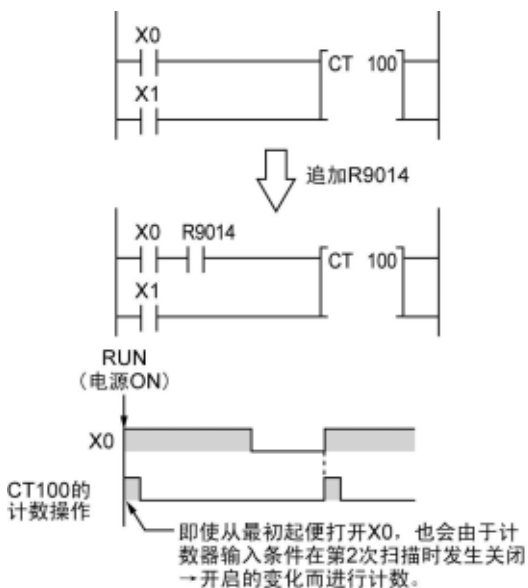 X0
CT 100
X1
追加R9014
X0 R9014
CT 100
X1
RUN
（电源ON）
X0
CT100的
计数操作
即使从最初起便打开X0，也会由于计
数器输入条件在第2次扫描时发生关闭
→开启的变化而进行计数。